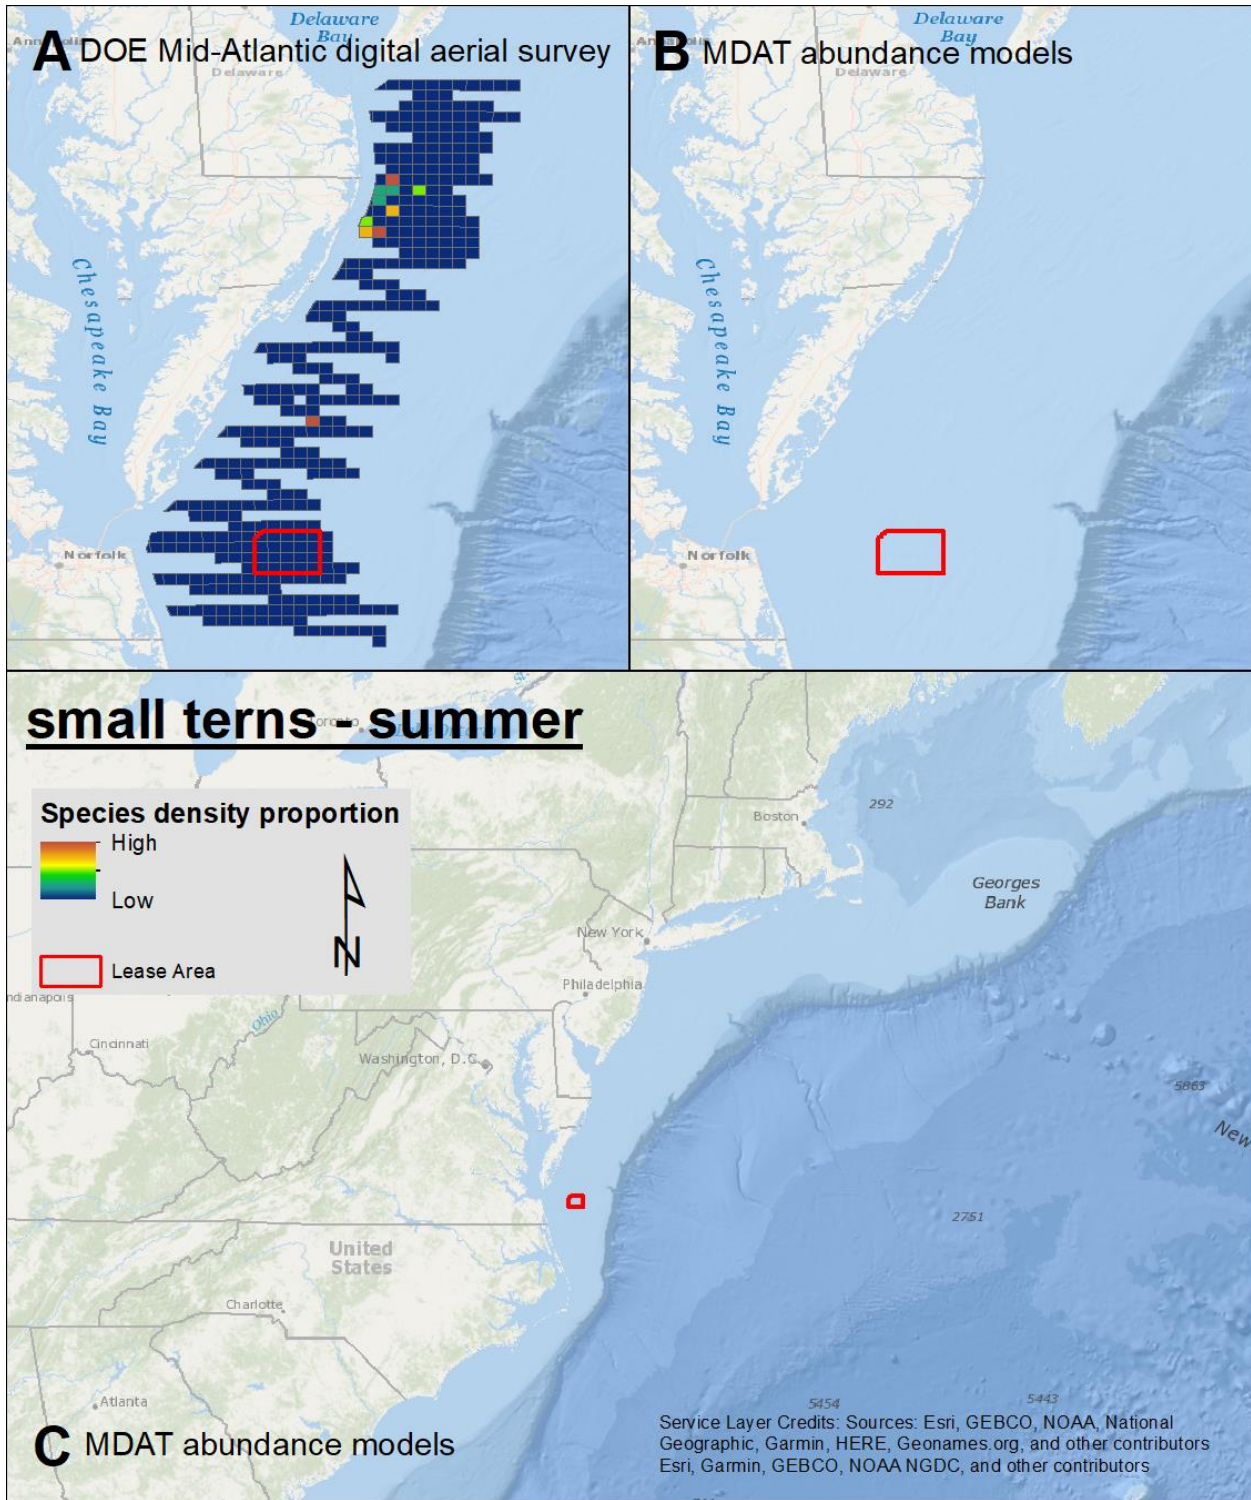 Delaware
Bay
A DOE Mid-Atlantic digital aerial survey
Delaware
Chesapeake Bay
Norfolk
Delaware
Bay
B MDAT abundance models
Delaware
Chesapeake Bay
Norfolk
small terns - summer
Toronto
Species density proportion
High
Low
N
Lease Area
292
Boston
Georges
Bank
New York
Philadelphia
ndianapolis
Ohio
Cincinnati
Washington, D.C.
5863
New
2751
United
States
Charlotte
Atlanta
5454
5443
C MDAT abundance models
Service Layer Credits: Sources: Esri, GEBCO, NOAA, National
Geographic, Garmin, HERE, Geonames.org, and other contributors
Esri, Garmin, GEBCO, NOAA NGDC, and other contributors